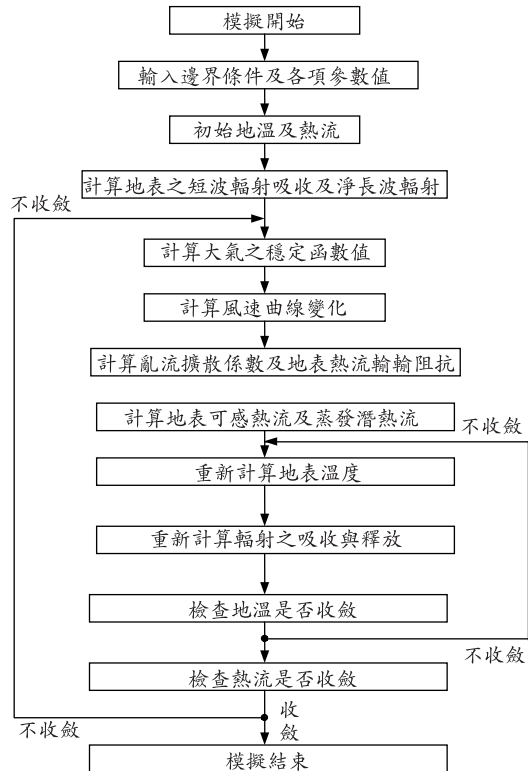 模擬開始
輸入邊界條件及各項參數值
初始地溫及熱流
計算地表之短波輻射吸收及淨長波輻射
不收斂
計算大氣之穩定函數值
計算風速曲線變化
計算亂流擴散係數及地表熱流輸輸阻抗
計算地表可感熱流及蒸發潛熱流
不收斂
重新計算地表溫度
重新計算輻射之吸收與釋放
檢查地溫是否收斂
不收斂
檢查熱流是否收斂
不收斂
收
斂
模擬結束